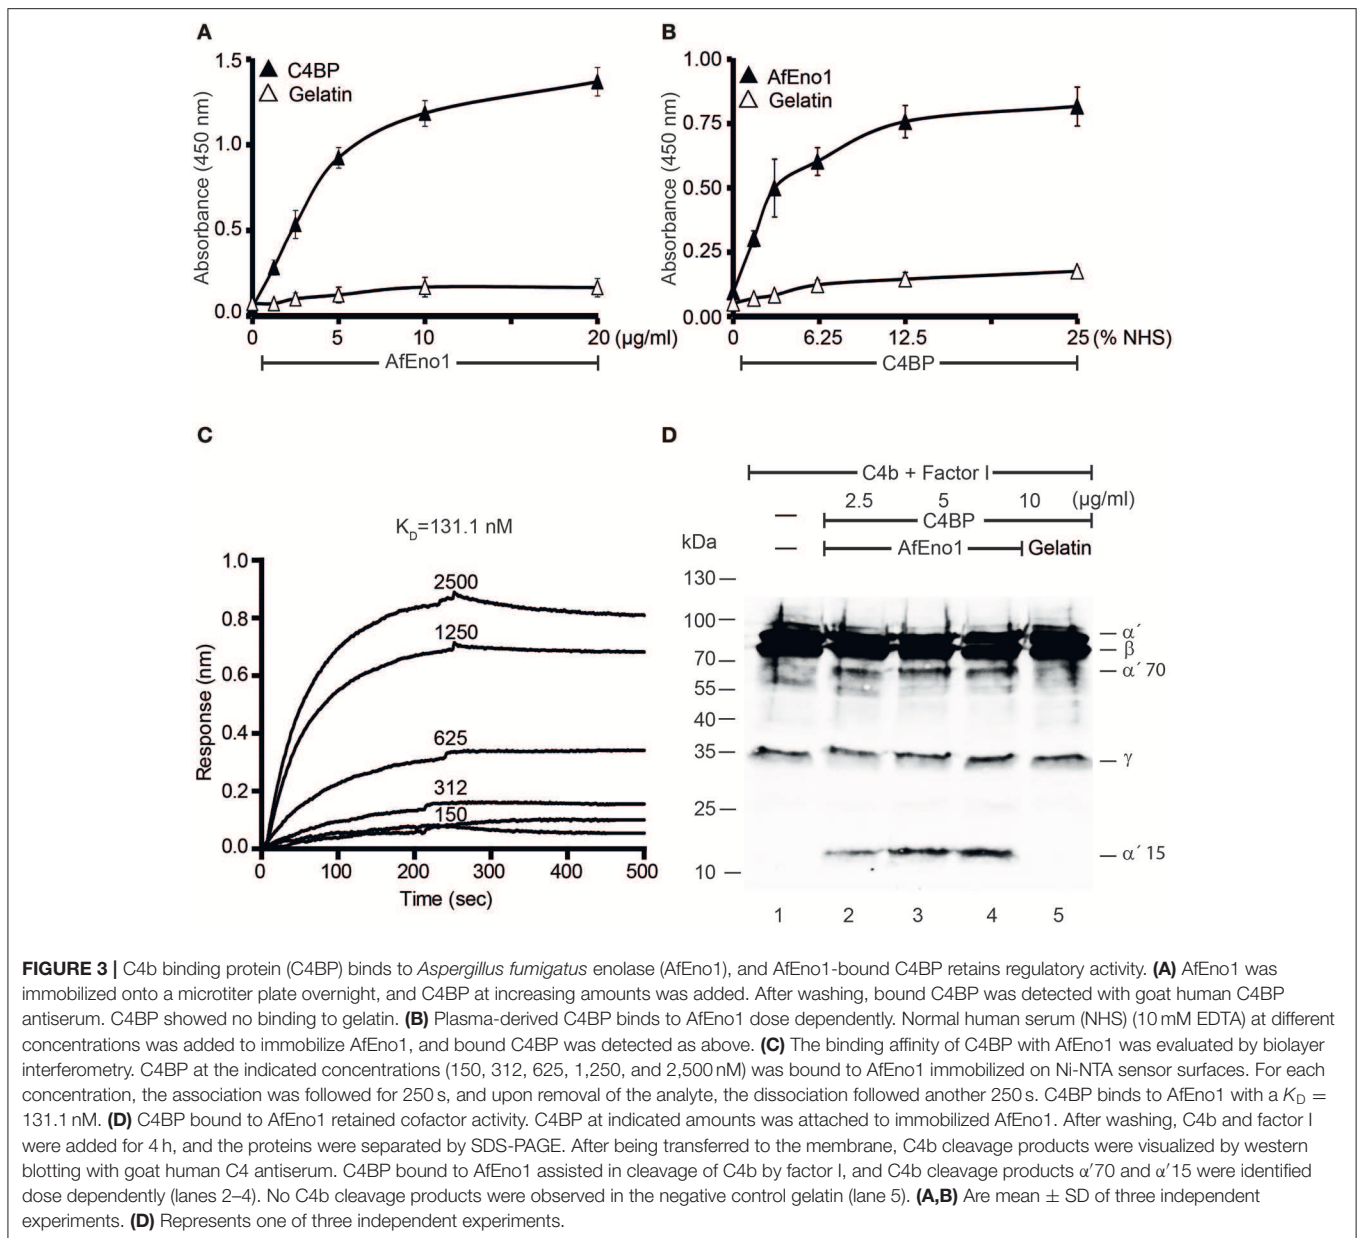 A
1.5
1.0
0.5
0.0
Absorbance (450 nm)
C4BP
Gelatin
0 5 10 20 (µg/ml)
AfEno1
B
1.00
0.75
0.50
0.25
0.00
Absorbance (450 nm)
AfEno1
Gelatin
0 6.25 12.5 25 (% NHS)
C4BP
C
K_D=131.1 nM
1.0
0.8
0.6
0.4
0.2
0.0
Response (nm)
2500
1250
625
312
150
0 100 200 300 400 500
Time (sec)
D
C4b + Factor I
2.5 5 10 (µg/ml)
— C4BP
— AfEno1 Gelatin
kDa
130
100
70
55
40
35
25
10
α´
β
α´ 70
γ
α´ 15
1 2 3 4 5
FIGURE 3 | C4b binding protein (C4BP) binds to Aspergillus fumigatus enolase (AfEno1), and AfEno1-bound C4BP retains regulatory activity. (A) AfEno1 was
immobilized onto a microtiter plate overnight, and C4BP at increasing amounts was added. After washing, bound C4BP was detected with goat human C4BP
antiserum. C4BP showed no binding to gelatin. (B) Plasma-derived C4BP binds to AfEno1 dose dependently. Normal human serum (NHS) (10 mM EDTA) at different
concentrations was added to immobilize AfEno1, and bound C4BP was detected as above. (C) The binding affinity of C4BP with AfEno1 was evaluated by biolayer
interferometry. C4BP at the indicated concentrations (150, 312, 625, 1,250, and 2,500 nM) was bound to AfEno1 immobilized on Ni-NTA sensor surfaces. For each
concentration, the association was followed for 250 s, and upon removal of the analyte, the dissociation followed another 250 s. C4BP binds to AfEno1 with a K_D =
131.1 nM. (D) C4BP bound to AfEno1 retained cofactor activity. C4BP at indicated amounts was attached to immobilized AfEno1. After washing, C4b and factor I
were added for 4 h, and the proteins were separated by SDS-PAGE. After being transferred to the membrane, C4b cleavage products were visualized by western
blotting with goat human C4 antiserum. C4BP bound to AfEno1 assisted in cleavage of C4b by factor I, and C4b cleavage products α′70 and α′15 were identified
dose dependently (lanes 2–4). No C4b cleavage products were observed in the negative control gelatin (lane 5). (A,B) Are mean ± SD of three independent
experiments. (D) Represents one of three independent experiments.